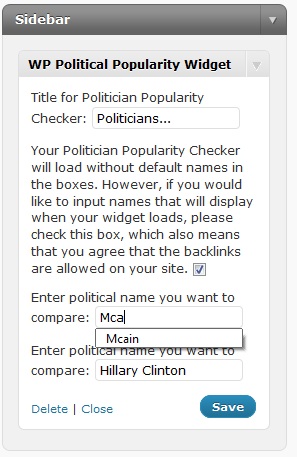 Sidebar
WP Political Popularity Widget
Title for Politician Popularity
Checker: Politicians...
Your Politician Popularity Checker
will load without default names in
the boxes. However, if you would
like to input names that will display
when your widget loads, please
check this box, which also means
that you agree that the backlinks
are allowed on your site.
Enter political name you want to
compare: Mca
Mcain
Enter political name you want to
compare: Hillary Clinton
Delete | Close
Save